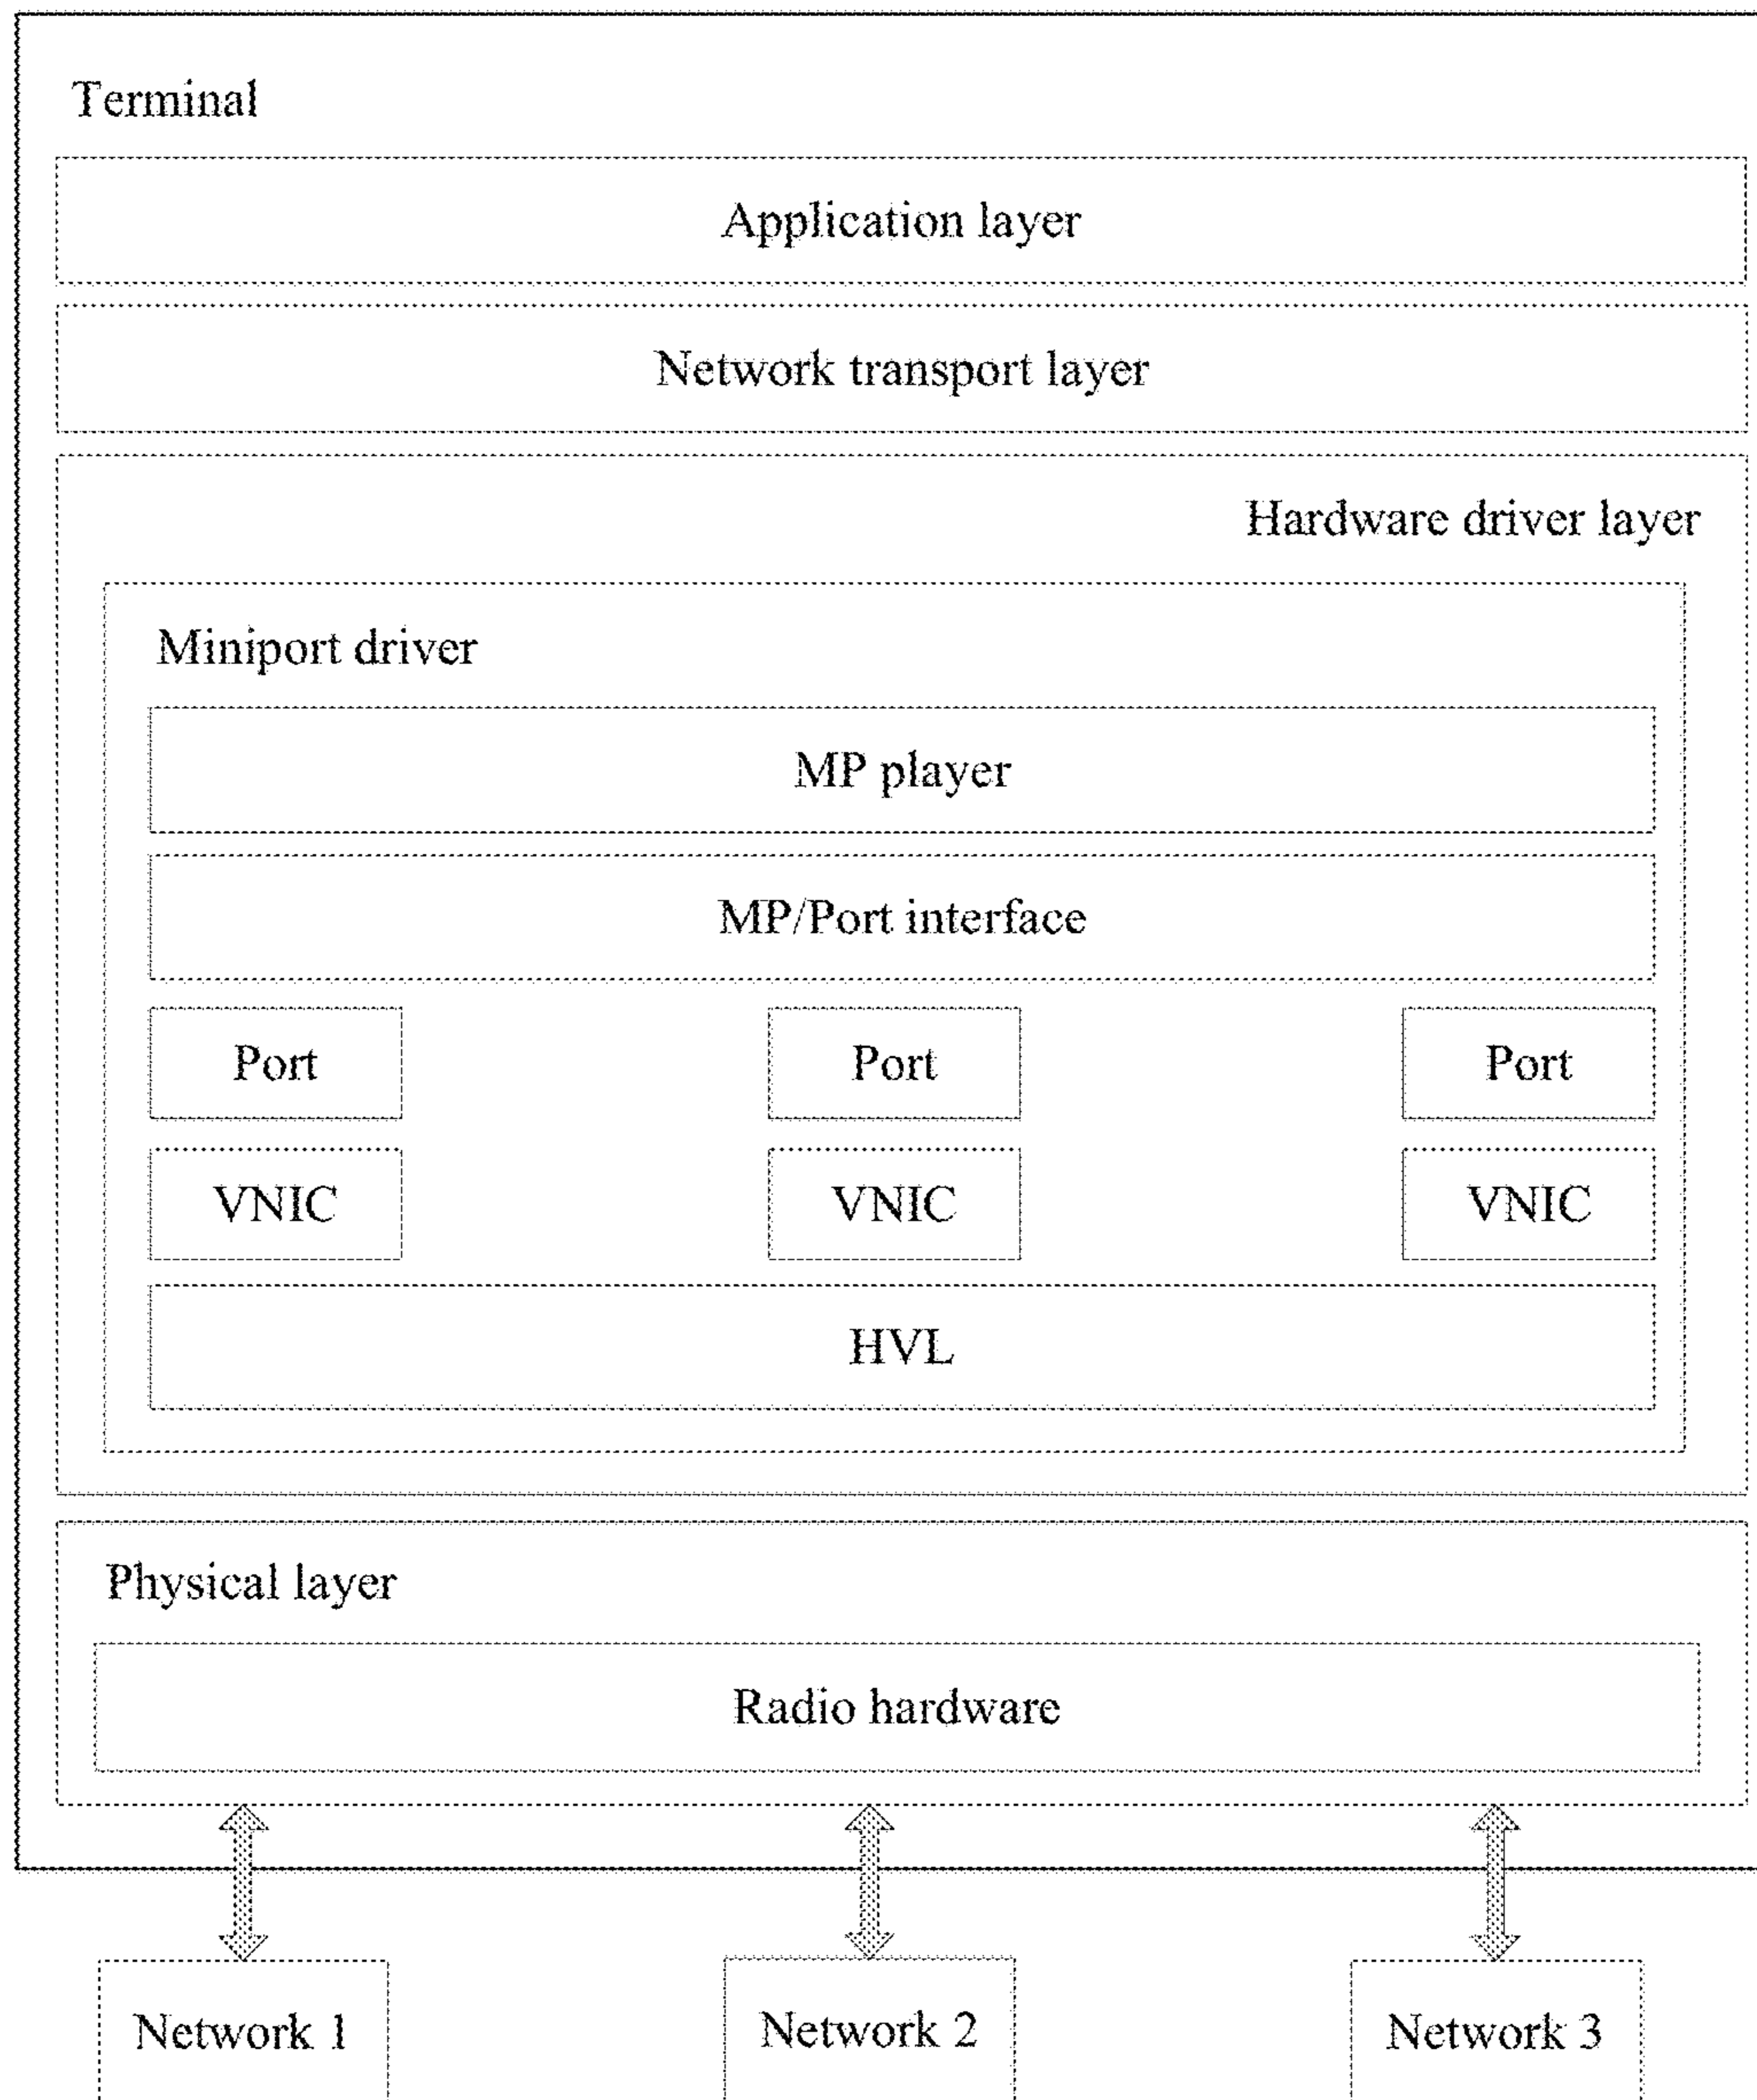 Terminal
Application layer
Network transport layer
Hardware driver layer
Miniport driver
MP player
MP/Port interface
Port
Port
Port
VNIC
VNIC
VNIC
HVL
Physical layer
Radio hardware
Network 1
Network 2
Network 3